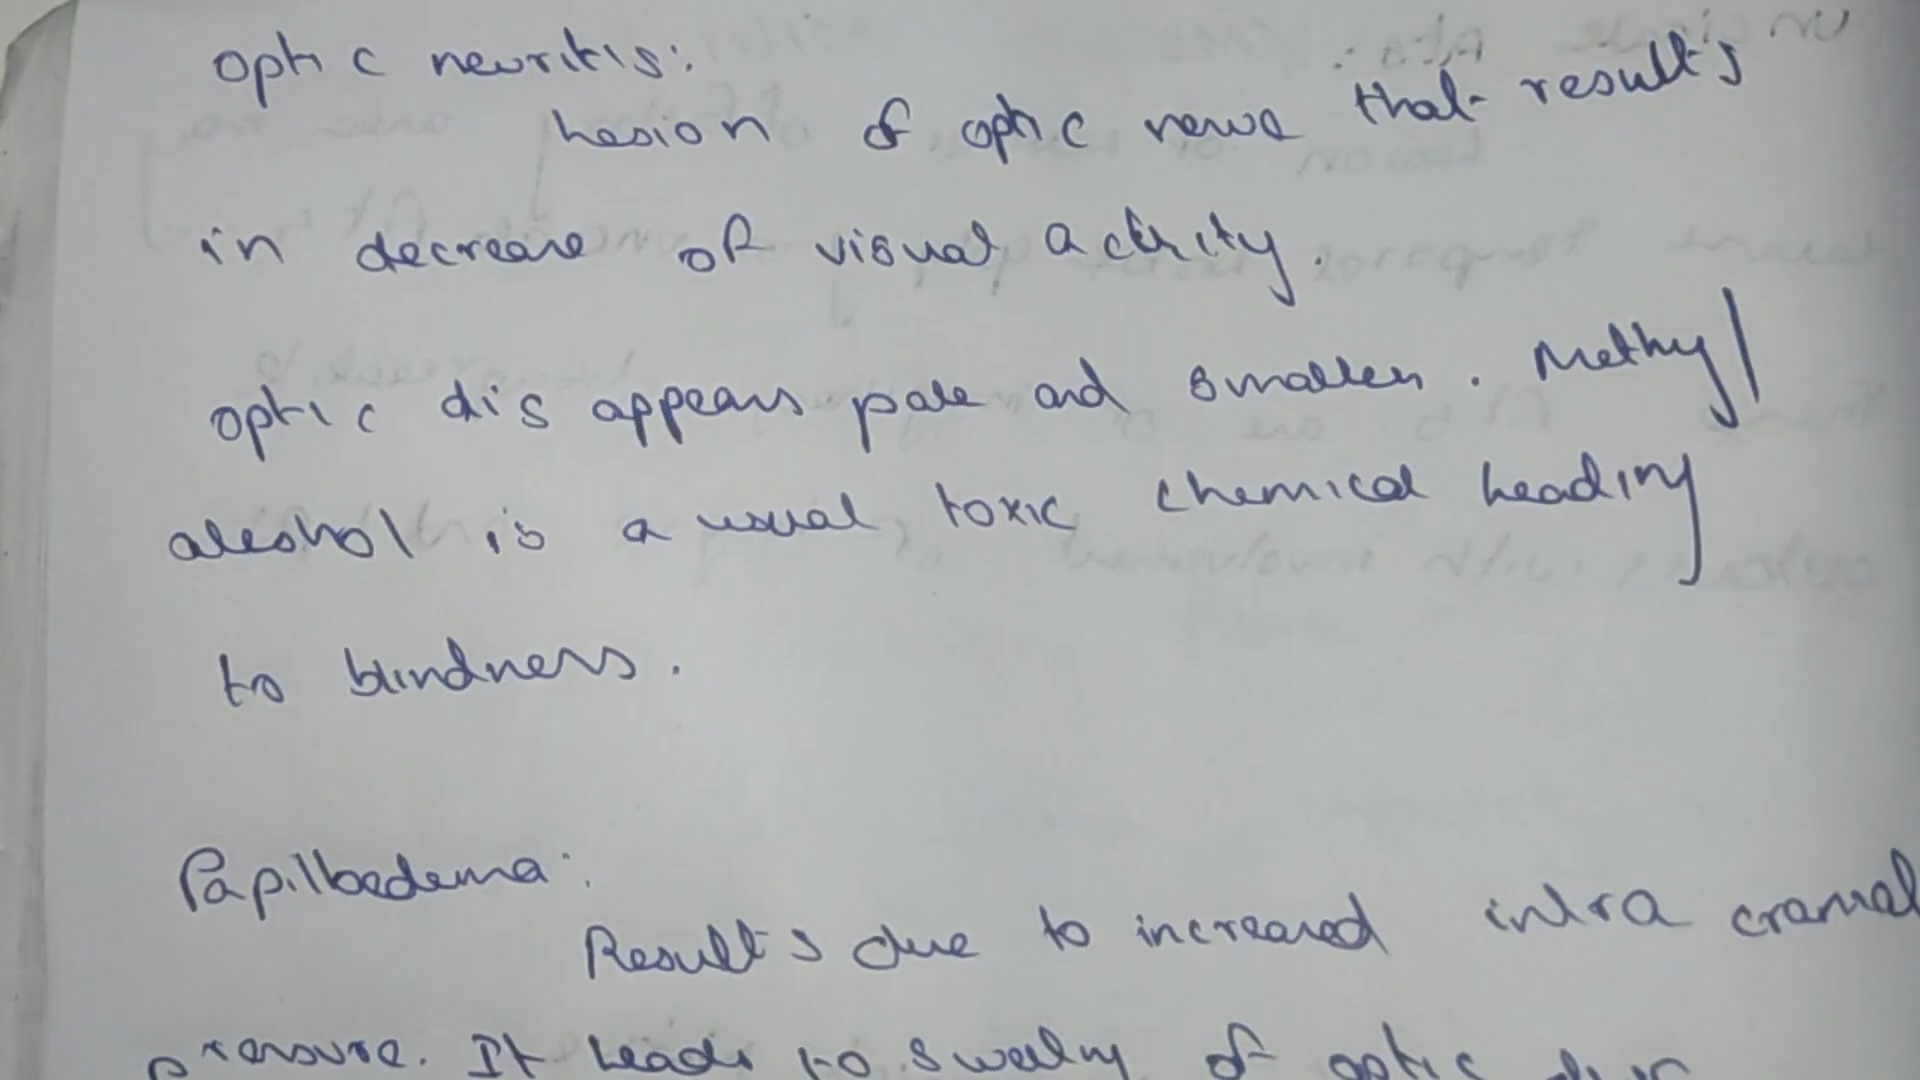 optic neuritis:
Lesion of optic nerve that results
in decrease of visual activity.
optic dis appears pale and smaller. Methyl
alcohol is a usual toxic chemical leading
to blindness.
Papilloedema:
Results due to increased intra cranial
pressure. It leads to swelling of optic disc